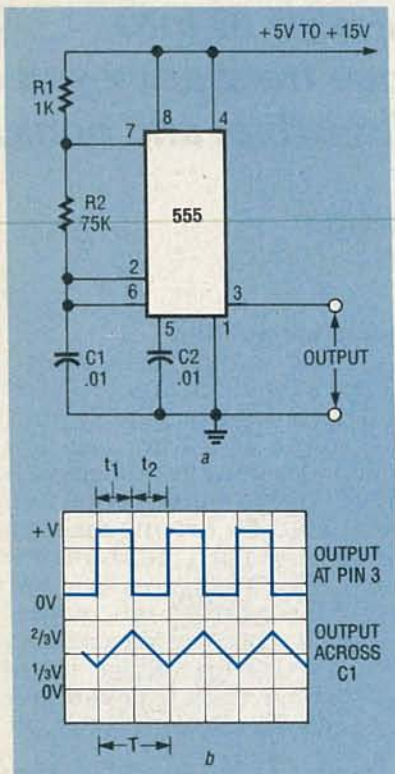 +5V TO +15V
R1
1K
8
4
7
R2
75K
555
2
6
3
5
1
C1
.01
C2
.01
OUTPUT
a
t₁
t₂
+V
OUTPUT
AT PIN 3
0V
2/3V
OUTPUT
ACROSS
C1
1/3V
0V
T
b